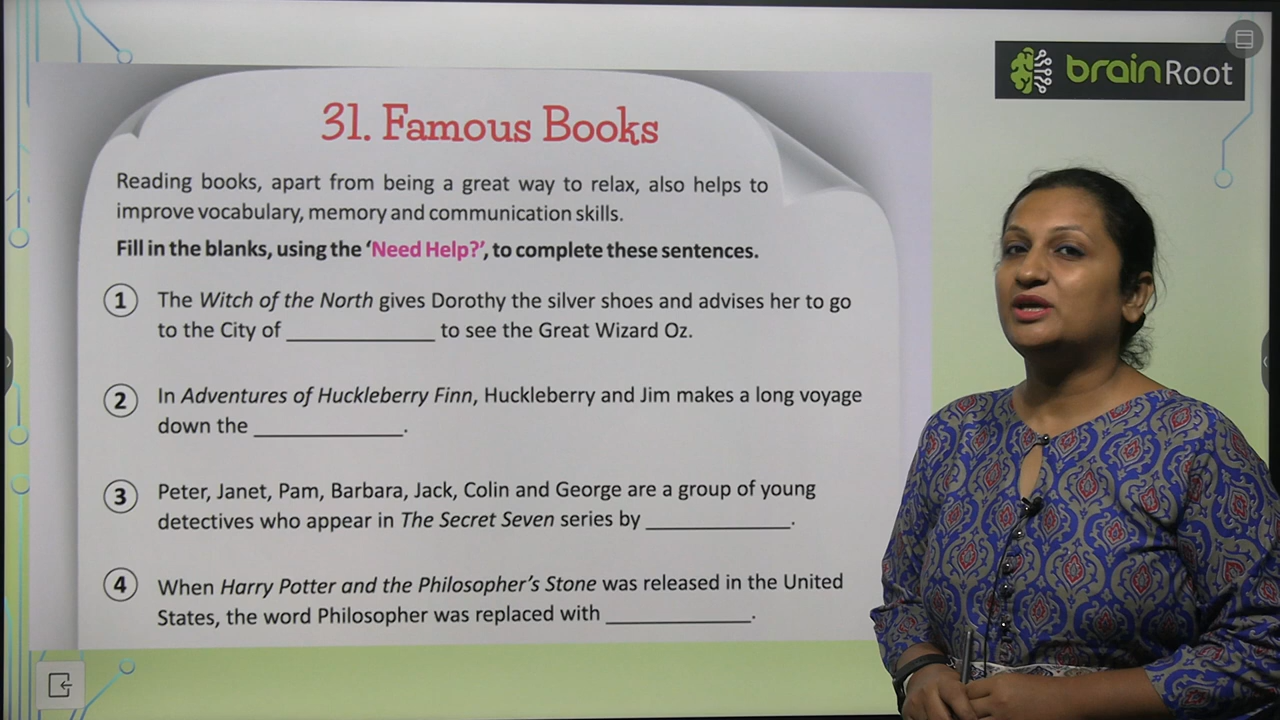 brainRoot
31. Famous Books
Reading books, apart from being a great way to relax, also helps to
improve vocabulary, memory and communication skills.
Fill in the blanks, using the ‘Need Help?’, to complete these sentences.
1 The Witch of the North gives Dorothy the silver shoes and advises her to go
to the City of ______________ to see the Great Wizard Oz.
2 In Adventures of Huckleberry Finn, Huckleberry and Jim makes a long voyage
down the ______________.
3 Peter, Janet, Pam, Barbara, Jack, Colin and George are a group of young
detectives who appear in The Secret Seven series by ______________.
4 When Harry Potter and the Philosopher’s Stone was released in the United
States, the word Philosopher was replaced with ______________.